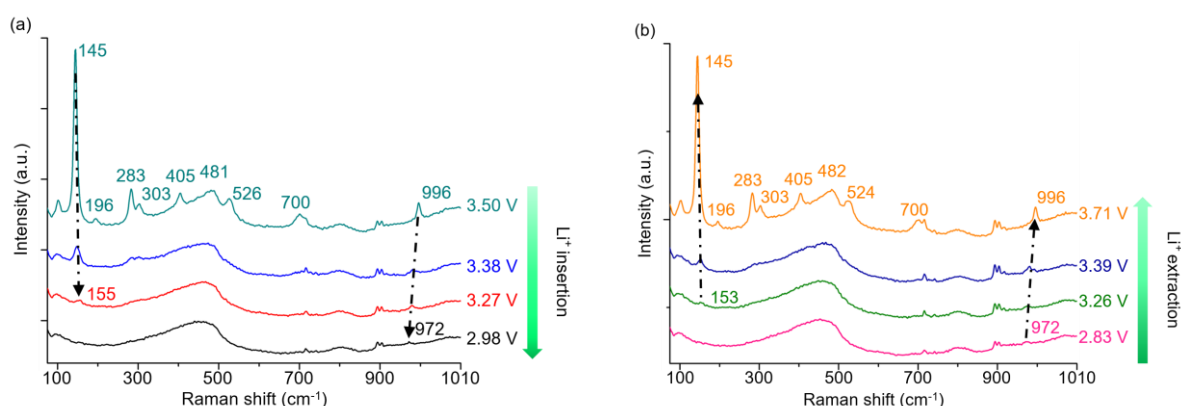 (a)
145
196
283
303
405
481
526
700
996
3.50 V
3.38 V
155
3.27 V
972
2.98 V
Intensity (a.u.)
Li⁺ insertion
100
300
500
700
900
1010
Raman shift (cm⁻¹)
(b)
145
196
283
303
405
482
524
700
996
3.71 V
3.39 V
153
3.26 V
972
2.83 V
Intensity (a.u.)
Li⁺ extraction
100
300
500
700
900
1010
Raman shift (cm⁻¹)